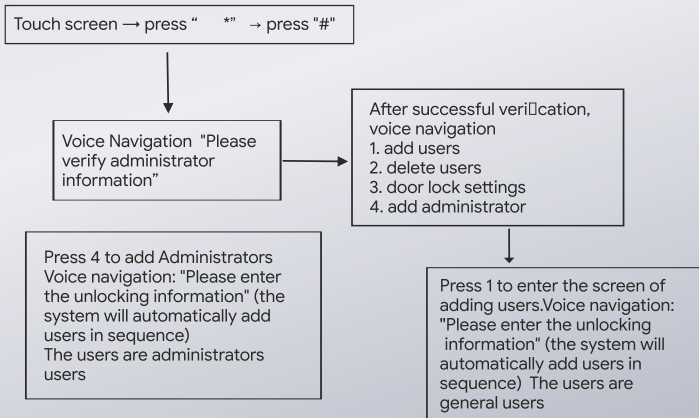 Touch screen → press “ *” → press "#"
Voice Navigation "Please
verify administrator
information”
After successful veri▯cation,
voice navigation
1. add users
2. delete users
3. door lock settings
4. add administrator
Press 4 to add Administrators
Voice navigation: "Please enter
the unlocking information" (the
system will automatically add
users in sequence)
The users are administrators
users
Press 1 to enter the screen of
adding users.Voice navigation:
"Please enter the unlocking
information" (the system will
automatically add users in
sequence) The users are
general users